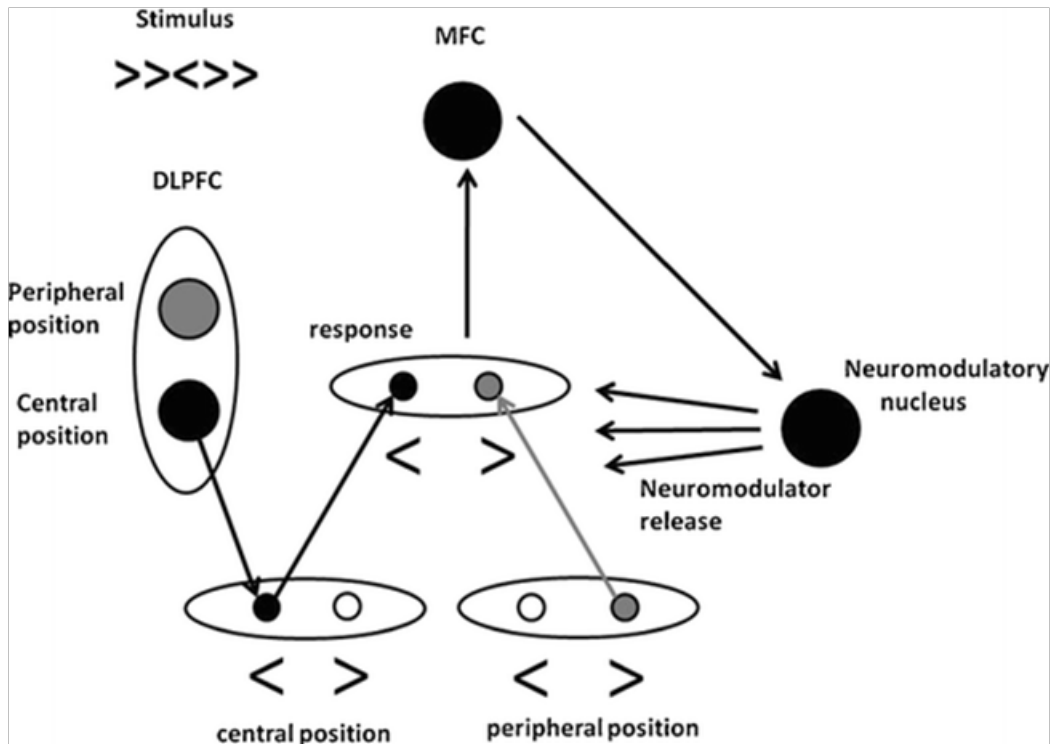 Stimulus
>><>>
MFC
DLPFC
Peripheral
position
Central
position
response
< >
Neuromodulatory
nucleus
Neuromodulator
release
< >
central position
< >
peripheral position